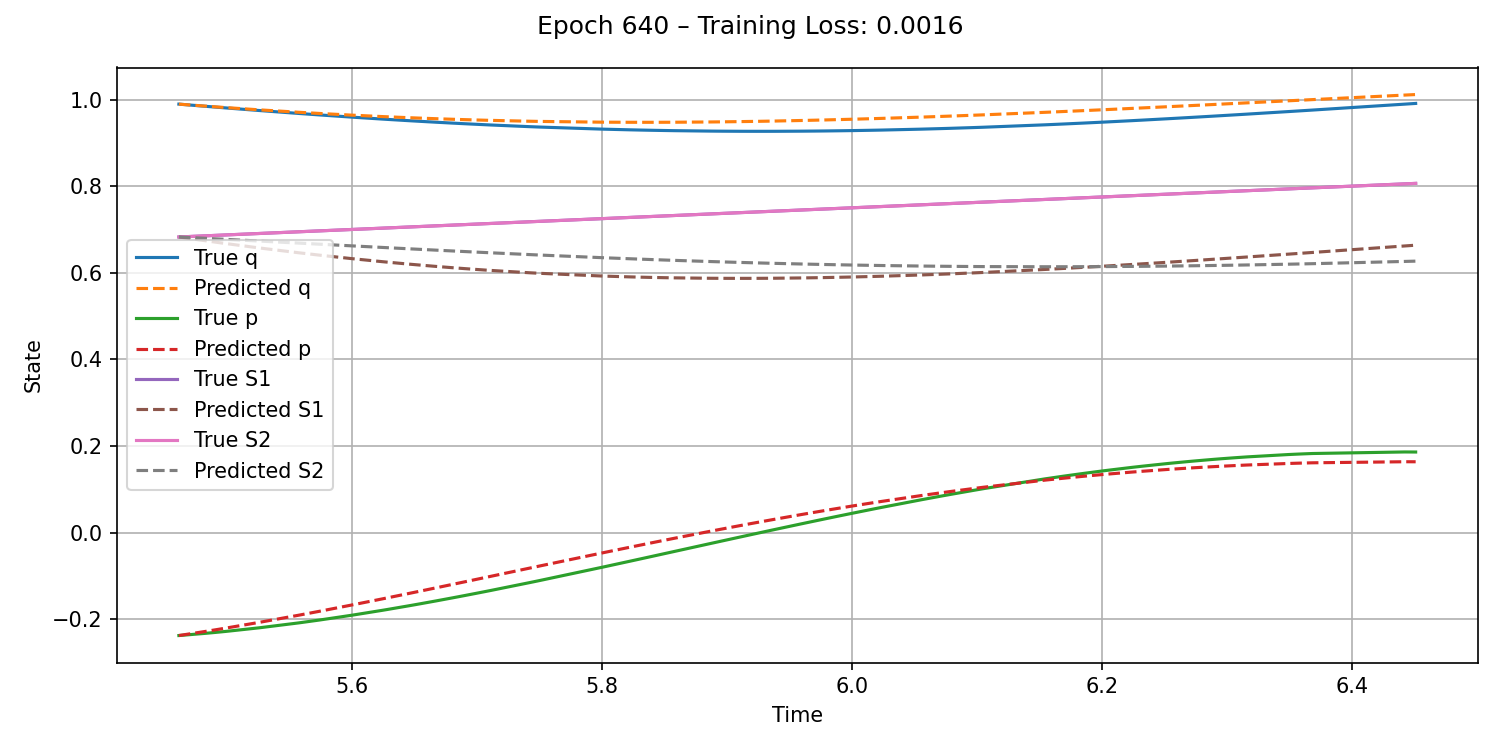 Epoch 640 – Training Loss: 0.0016
1.0
0.8
0.6
0.4
0.2
0.0
−0.2
State
True q
Predicted q
True p
Predicted p
True S1
Predicted S1
True S2
Predicted S2
5.6 5.8 6.0 6.2 6.4
Time